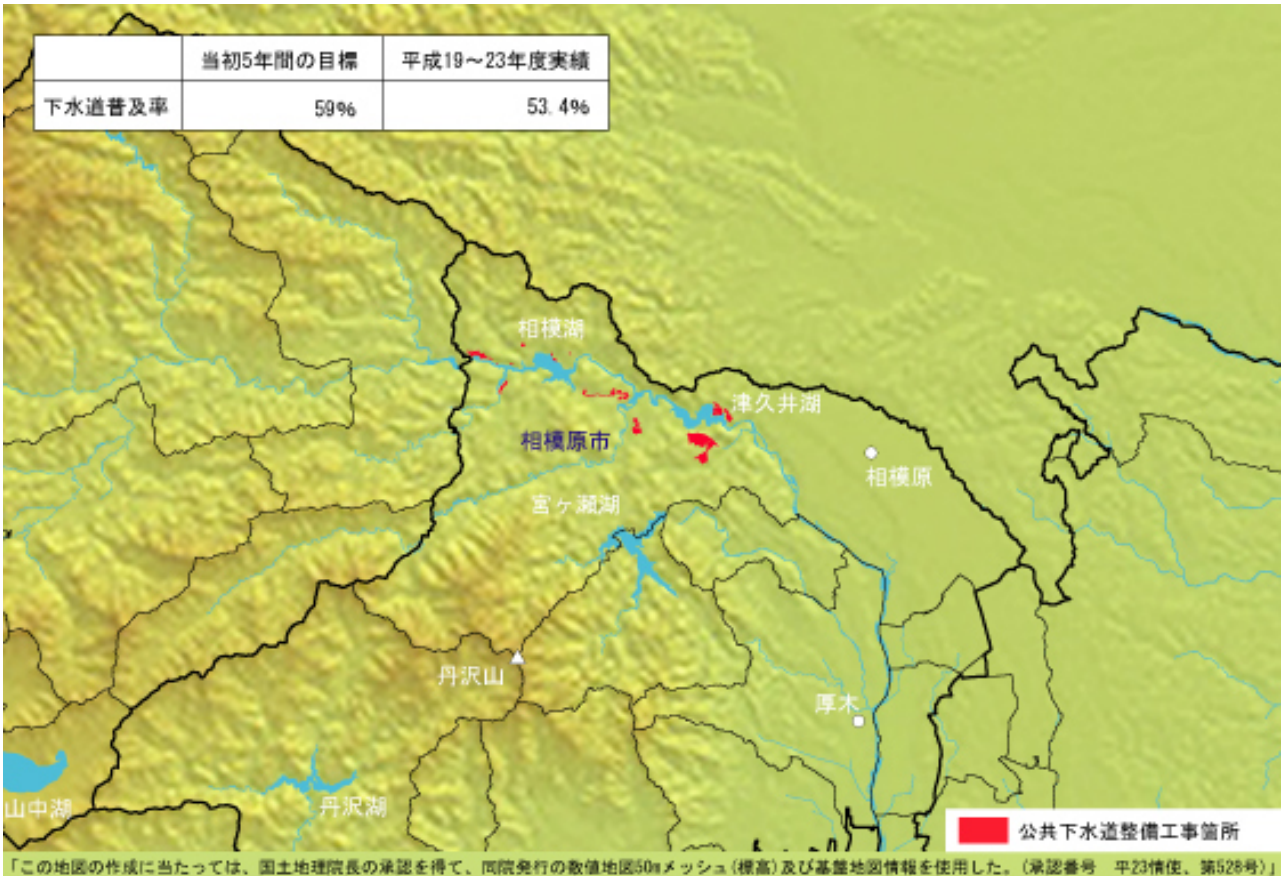 当初5年間の目標 平成19～23年度実績
下水道普及率 59% 53.4%
相模湖
津久井湖
相模原市
相模原
宮ヶ瀬湖
丹沢山
厚木
山中湖
丹沢湖
公共下水道整備工事箇所
「この地図の作成に当たっては、国土地理院長の承認を得て、同院発行の数値地図50mメッシュ(標高)及び基盤地図情報を使用した。(承認番号 平23情使、第528号)」